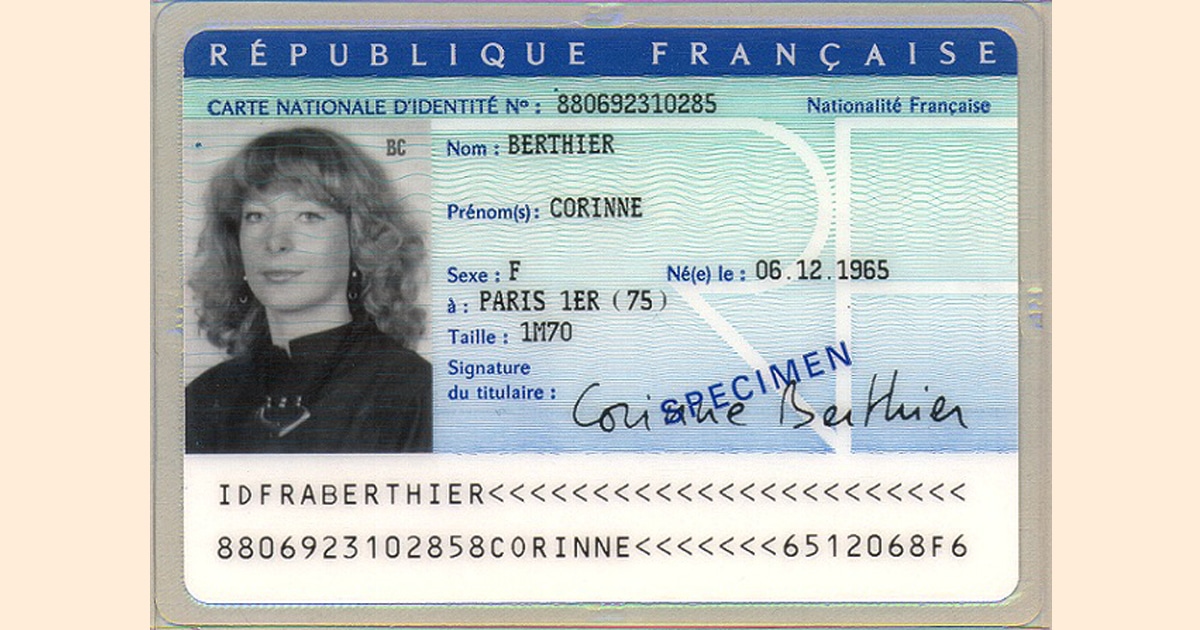 RÉPUBLIQUE FRANÇAISE
CARTE NATIONALE D'IDENTITÉ Nº : 880692310285 Nationalité Française
BC
Nom : BERTHIER
Prénom(s) : CORINNE
Sexe : F Né(e) le : 06.12.1965
à : PARIS 1ER (75)
Taille : 1M70
Signature
du titulaire : Corinne Berthier
SPECIMEN
IDFRABERTHIER<<<<<<<<<<<<<<<<<<<<<<<
8806923102858CORINNE<<<<<<<6512068F6